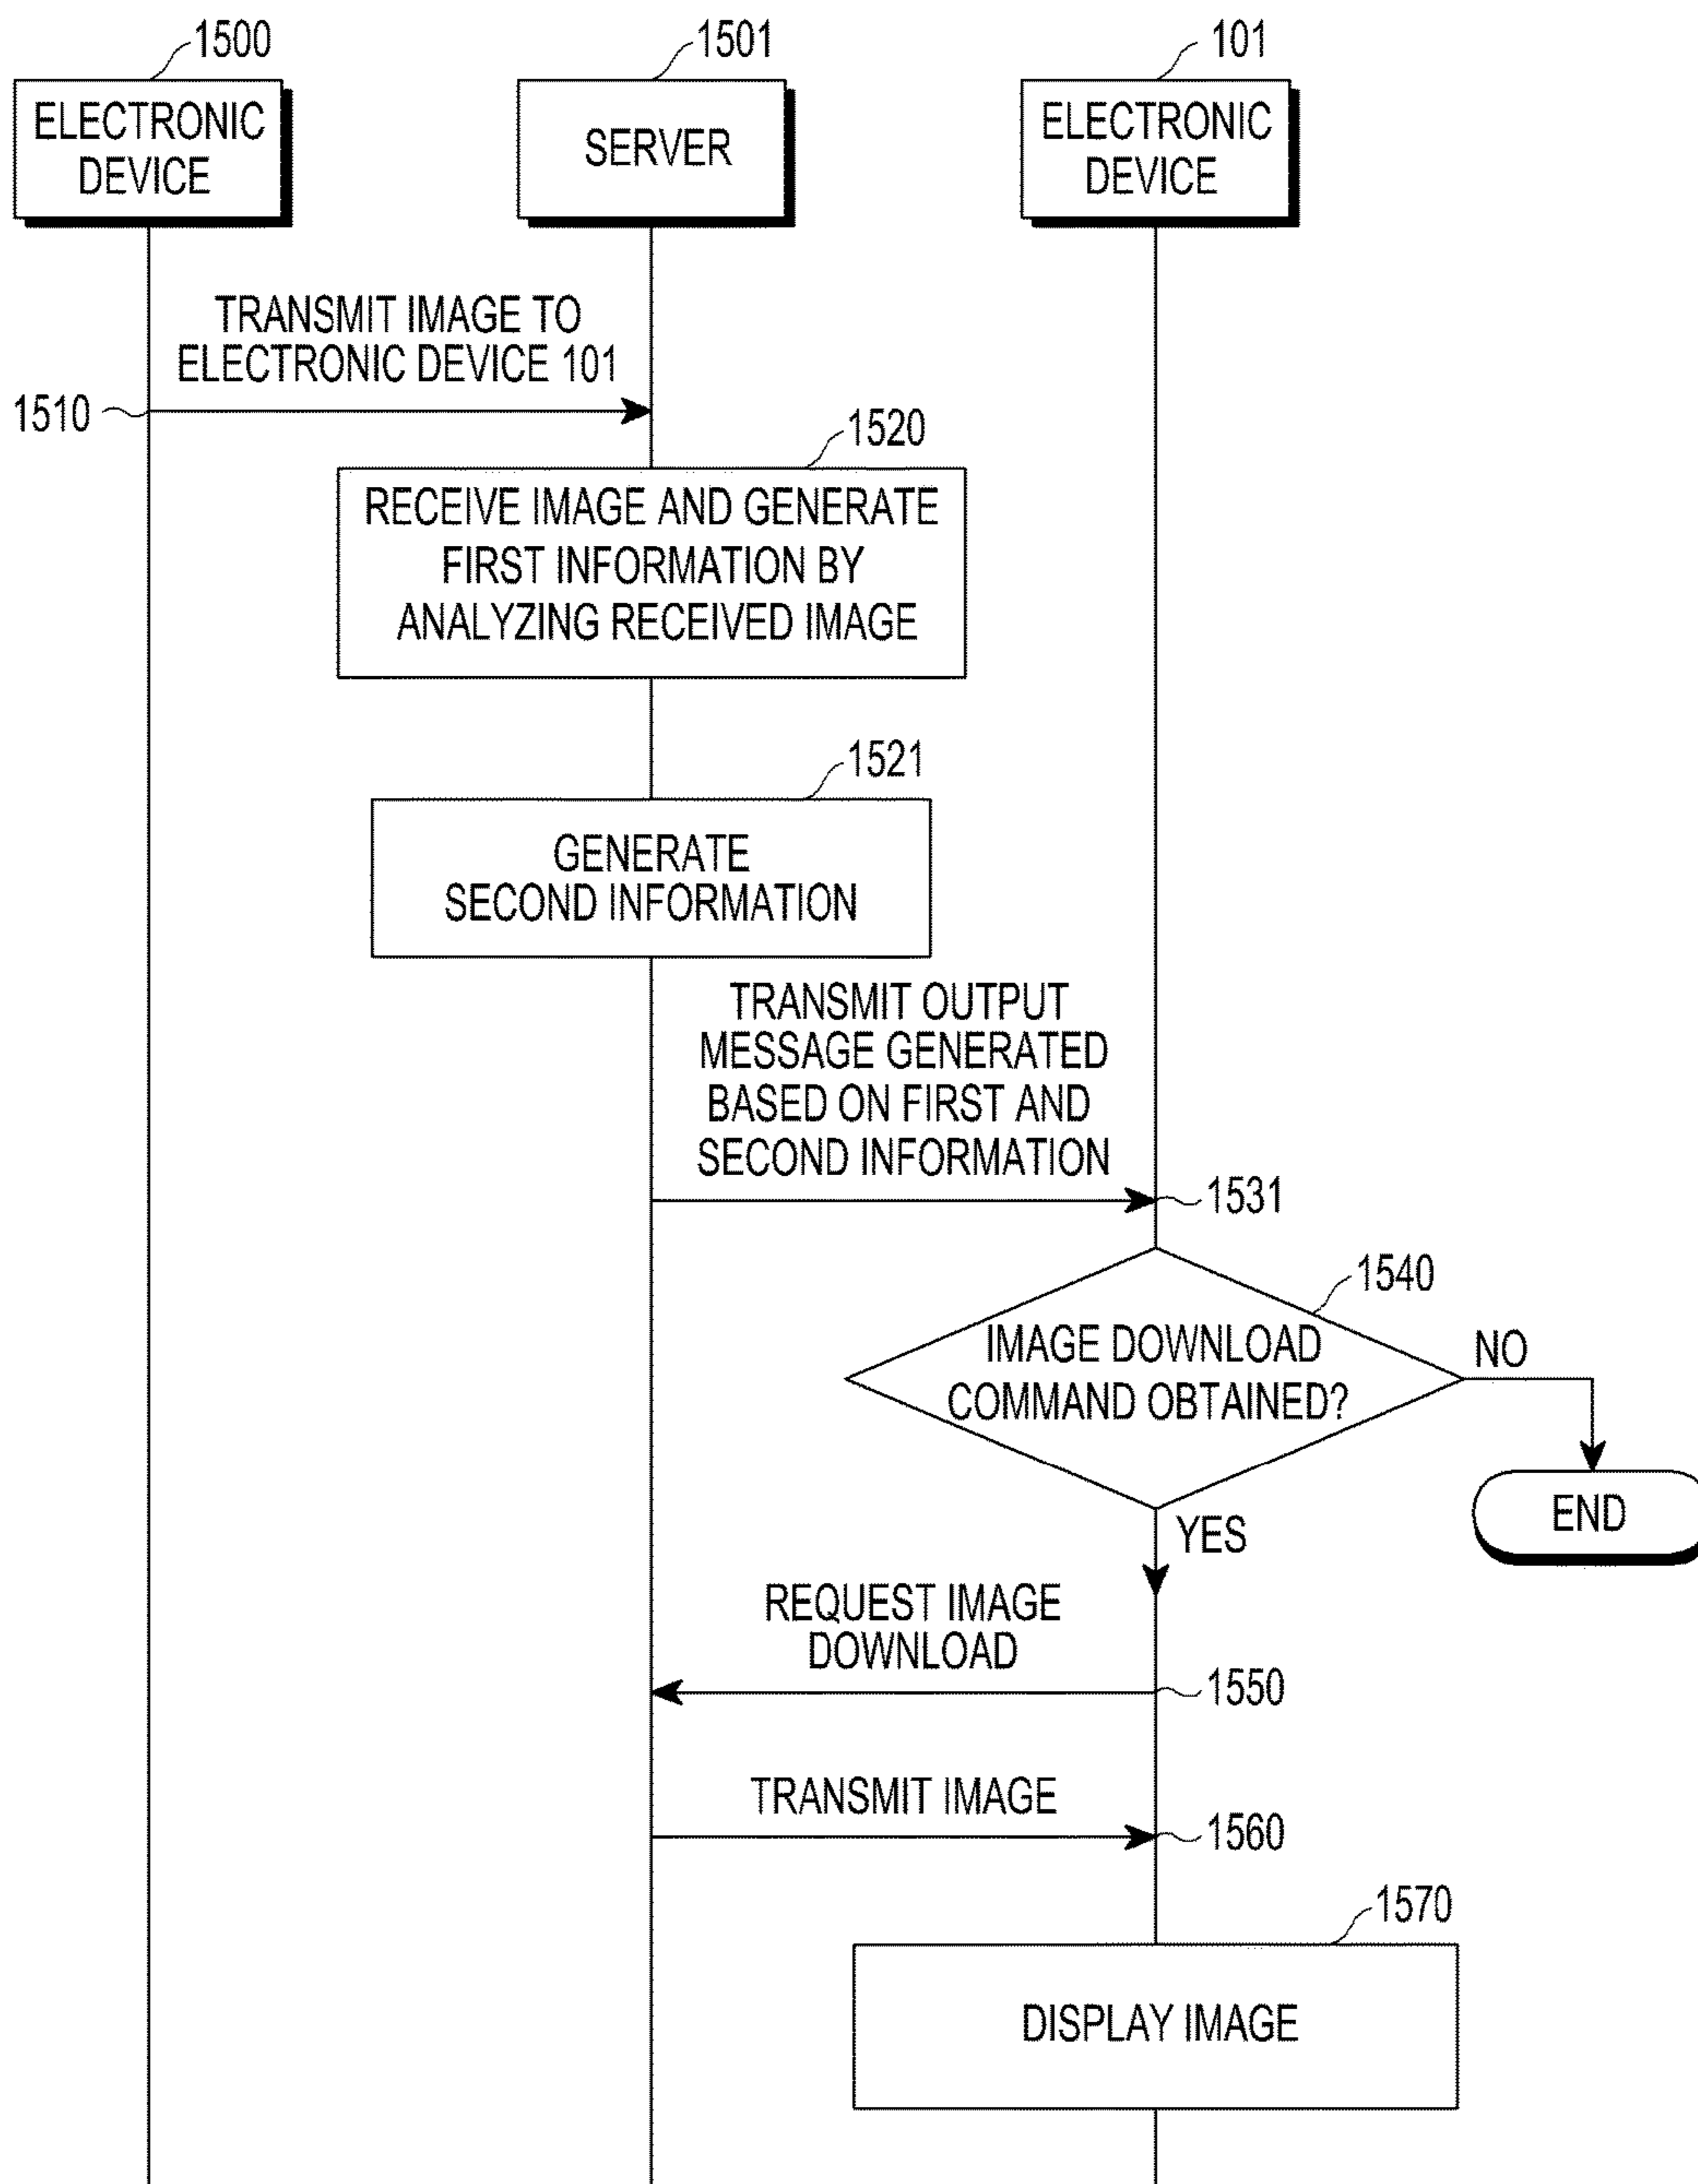 1500
1501
101
ELECTRONIC
DEVICE
SERVER
ELECTRONIC
DEVICE
TRANSMIT IMAGE TO
ELECTRONIC DEVICE 101
1510
1520
RECEIVE IMAGE AND GENERATE
FIRST INFORMATION BY
ANALYZING RECEIVED IMAGE
1521
GENERATE
SECOND INFORMATION
TRANSMIT OUTPUT
MESSAGE GENERATED
BASED ON FIRST AND
SECOND INFORMATION
1531
1540
IMAGE DOWNLOAD
COMMAND OBTAINED?
NO
END
YES
REQUEST IMAGE
DOWNLOAD
1550
TRANSMIT IMAGE
1560
1570
DISPLAY IMAGE